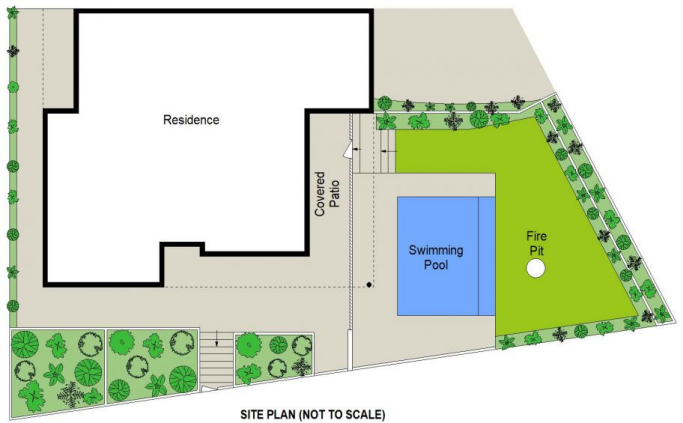 Residence
Covered
Patio
Swimming
Pool
Fire
Pit
SITE PLAN (NOT TO SCALE)